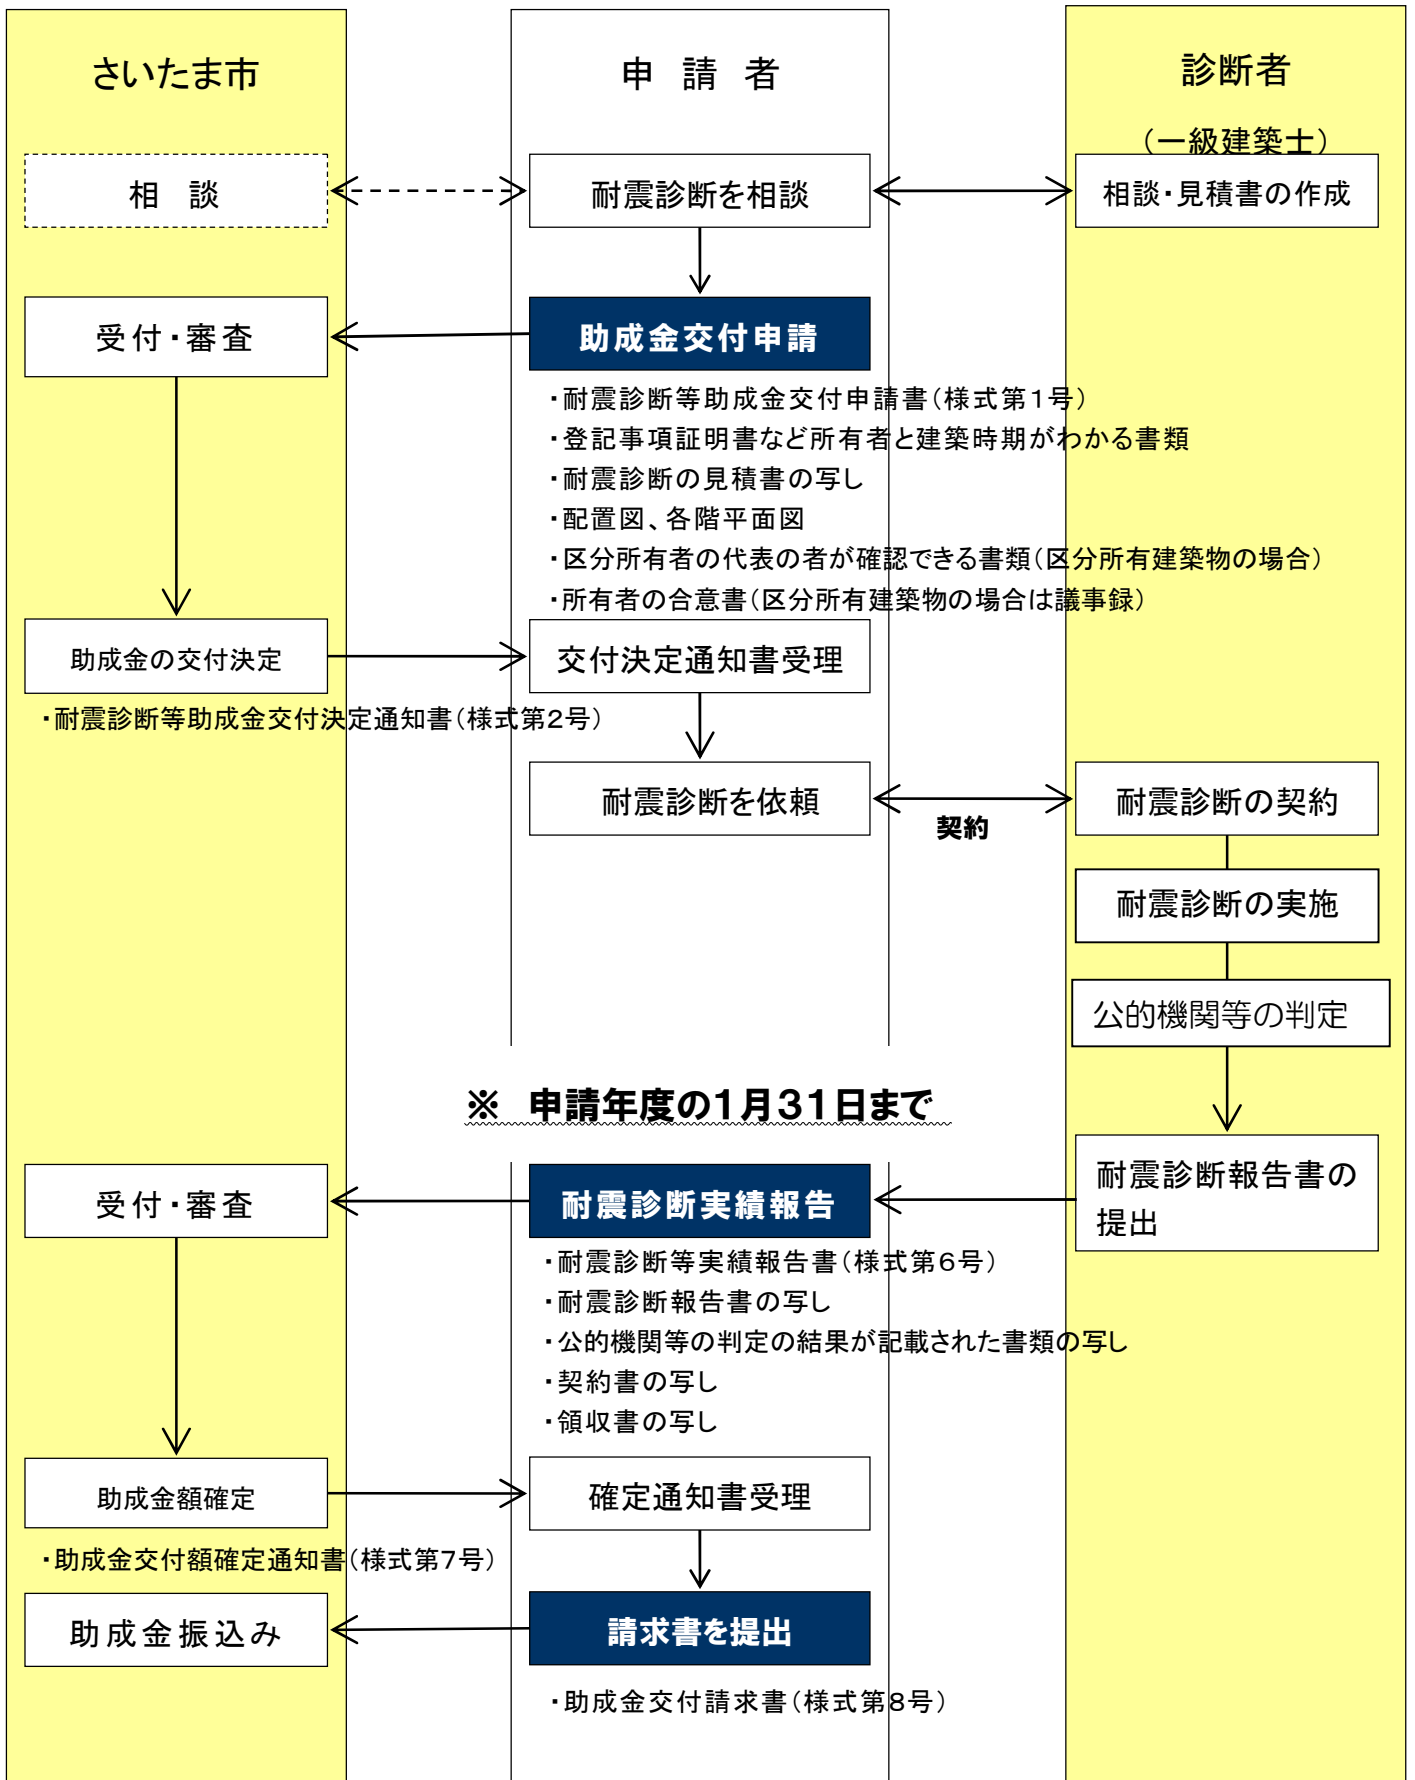 さいたま市
申 請 者
診断者
（一級建築士）
相 談
耐震診断を相談
相談・見積書の作成
受付・審査
助成金交付申請
・耐震診断等助成金交付申請書（様式第１号）
・登記事項証明書など所有者と建築時期がわかる書類
・耐震診断の見積書の写し
・配置図、各階平面図
・区分所有者の代表の者が確認できる書類（区分所有建築物の場合）
・所有者の合意書（区分所有建築物の場合は議事録）
助成金の交付決定
交付決定通知書受理
・耐震診断等助成金交付決定通知書（様式第２号）
耐震診断を依頼
契約
耐震診断の契約
耐震診断の実施
公的機関等の判定
※ 申請年度の１月３１日まで
受付・審査
耐震診断実績報告
耐震診断報告書の
提出
・耐震診断等実績報告書（様式第６号）
・耐震診断報告書の写し
・公的機関等の判定の結果が記載された書類の写し
・契約書の写し
・領収書の写し
助成金額確定
確定通知書受理
・助成金交付額確定通知書（様式第７号）
助成金振込み
請求書を提出
・助成金交付請求書（様式第８号）